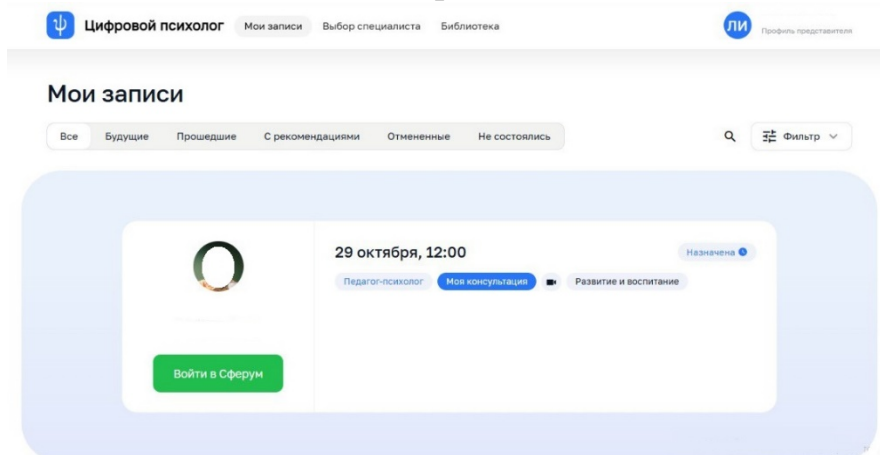 Цифровой психолог Мои записи Выбор специалиста Библиотека ЛИ Профиль представителя
Мои записи
Все Будущие Прошедшие С рекомендациями Отмененные Не состоялись Фильтр
29 октября, 12:00 Назначена
Педагог-психолог Моя консультация Развитие и воспитание
Войти в Сферум